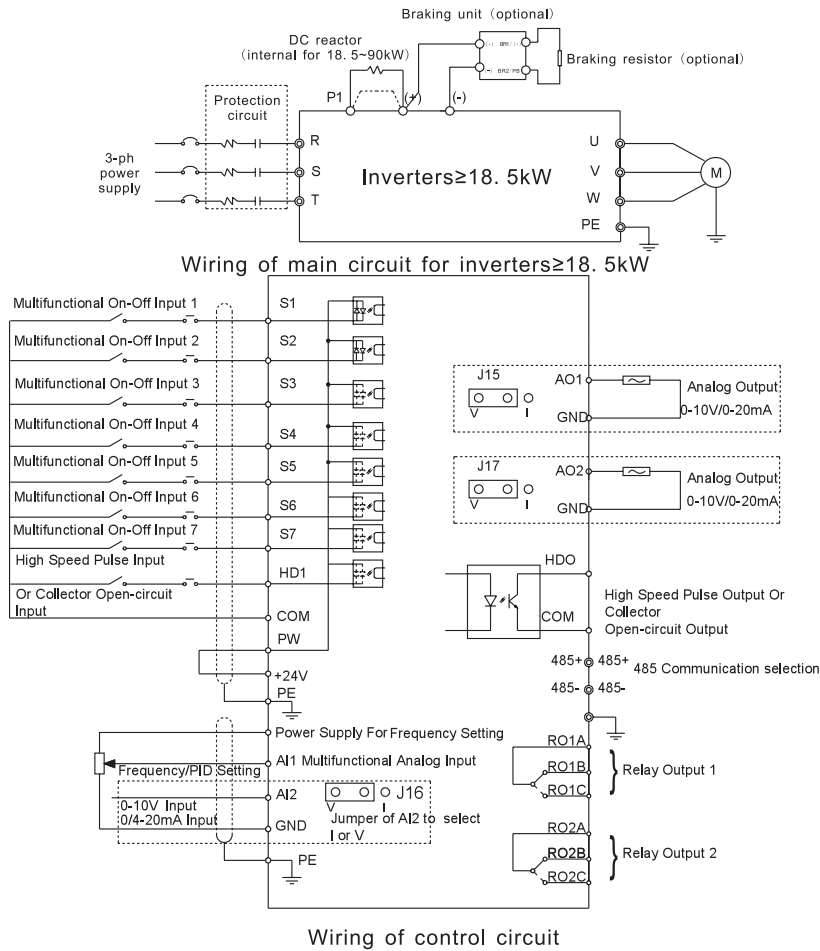 Braking unit (optional)
DC reactor
(internal for 18. 5~90kW)
(+) BR1/(+)
(-) BR2/PB
Braking resistor (optional)
P1 (+) (-)
Protection
circuit
3-ph
power
supply
R
S
T
Inverters≥18. 5kW
U
V
W
PE
M
Wiring of main circuit for inverters≥18. 5kW
Multifunctional On-Off Input 1
S1
Multifunctional On-Off Input 2
S2
Multifunctional On-Off Input 3
S3
Multifunctional On-Off Input 4
S4
Multifunctional On-Off Input 5
S5
Multifunctional On-Off Input 6
S6
Multifunctional On-Off Input 7
S7
High Speed Pulse Input
HD1
Or Collector Open-circuit
Input
COM
PW
+24V
PE
J15
V I
AO1
GND
Analog Output
0-10V/0-20mA
J17
V I
AO2
GND
Analog Output
0-10V/0-20mA
HDO
COM
High Speed Pulse Output Or
Collector
Open-circuit Output
485+ 485+
485- 485-
485 Communication selection
Power Supply For Frequency Setting
AI1 Multifunctional Analog Input
Frequency/PID Setting
AI2
0-10V Input
0/4-20mA Input
GND
J16
V I
Jumper of AI2 to select
I or V
PE
RO1A
RO1B
RO1C
Relay Output 1
RO2A
RO2B
RO2C
Relay Output 2
Wiring of control circuit